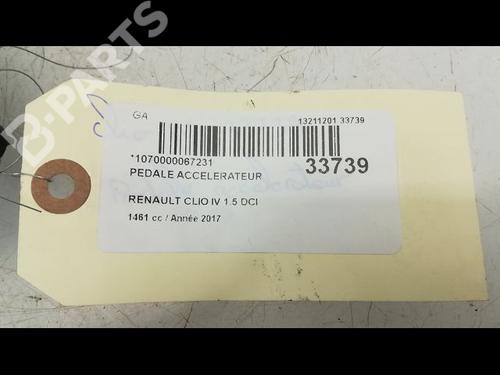 B-PARTS
GA
13211201 33739
*1070000067231
33739
PEDALE ACCELERATEUR
RENAULT CLIO IV 1.5 DCI
1461 cc / Année 2017